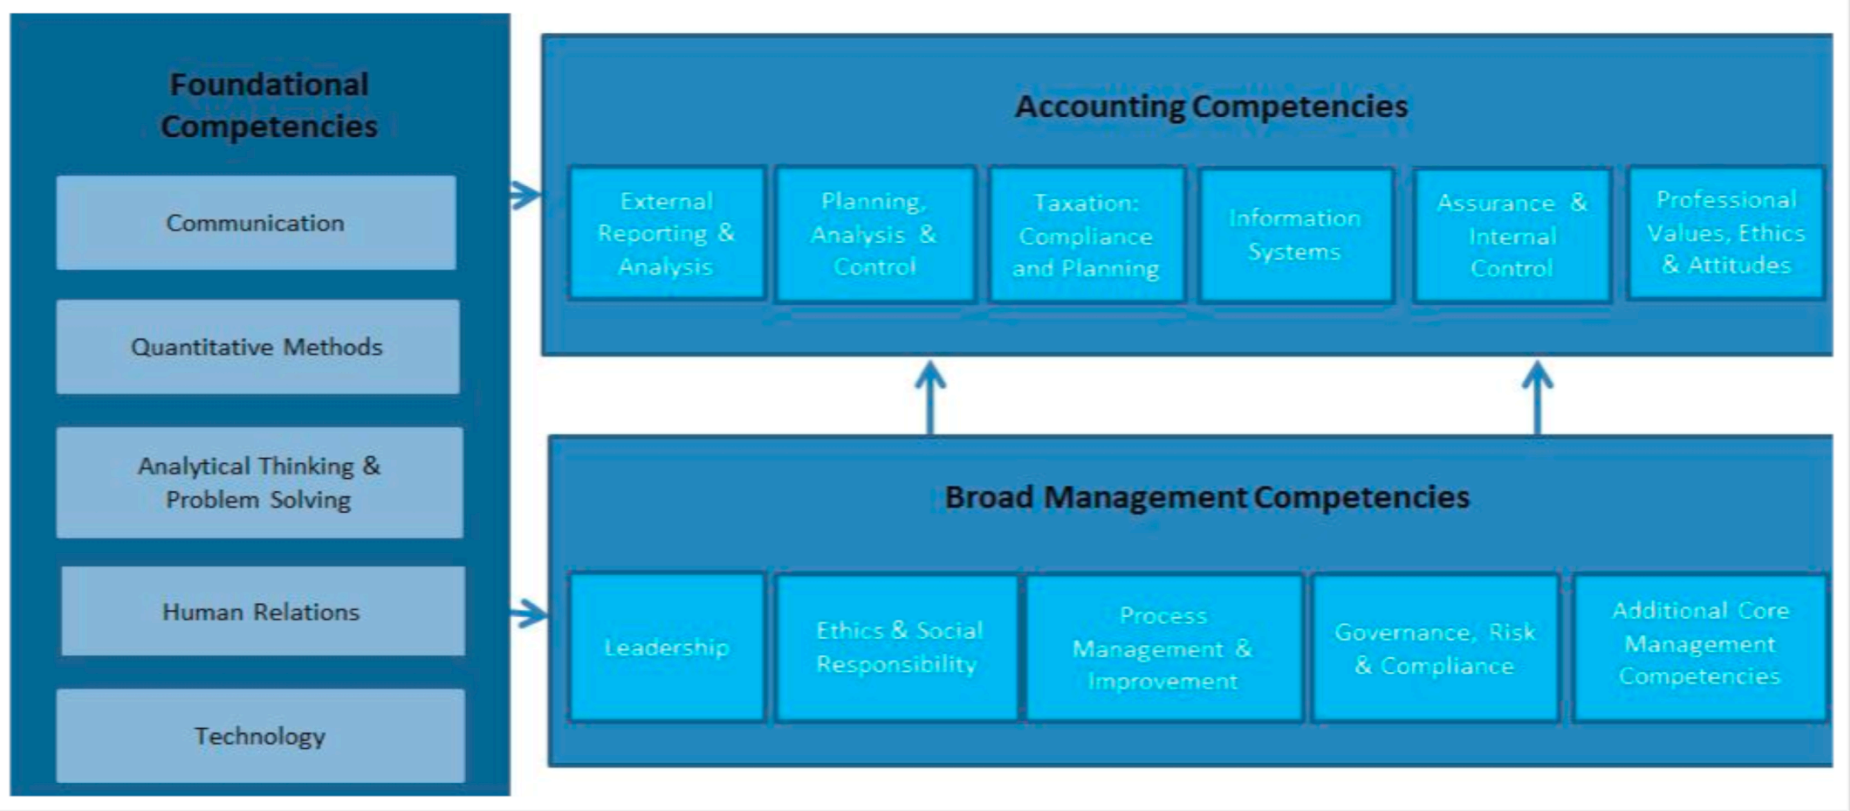 Foundational
Competencies
Communication
Quantitative Methods
Analytical Thinking &
Problem Solving
Human Relations
Technology
Accounting Competencies
External
Reporting &
Analysis
Planning,
Analysis &
Control
Taxation:
Compliance
and Planning
Information
Systems
Assurance &
Internal
Control
Professional
Values, Ethics
& Attitudes
Broad Management Competencies
Leadership
Ethics & Social
Responsibility
Process
Management &
Improvement
Governance, Risk
& Compliance
Additional Core
Management
Competencies